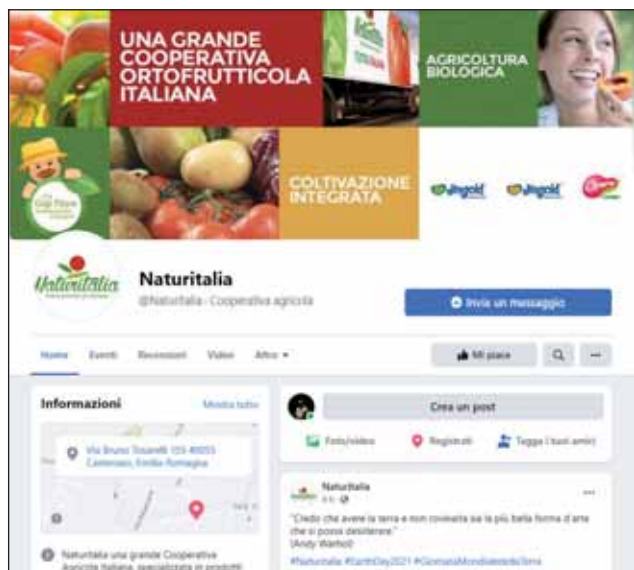 UNA GRANDE
COOPERATIVA
ORTOFRUTTICOLA
ITALIANA
AGRICOLTURA
BIOLOGICA
COLTIVAZIONE
INTEGRATA
Jingold
Jingold
Naturitalia
Naturitalia
@Naturitalia · Cooperativa agricola
Invia un messaggio
Home Eventi Recensioni Video Altro
Mi piace
Informazioni
Mostra tutto
Via Bruno Tosarelli 155 40055
Castenaso, Emilia-Romagna
Naturitalia una grande Cooperativa
Agricola Italiana, specializzata in prodotti
Crea un post
Foto/video Registrati Tagga i tuoi amici
Naturitalia
"Credo che avere la terra e non rovinarla sia la più bella forma d'arte
che si possa desiderare."
(Andy Warhol)
#Naturitalia #EarthDay2021 #GiornataMondialedellaTerra